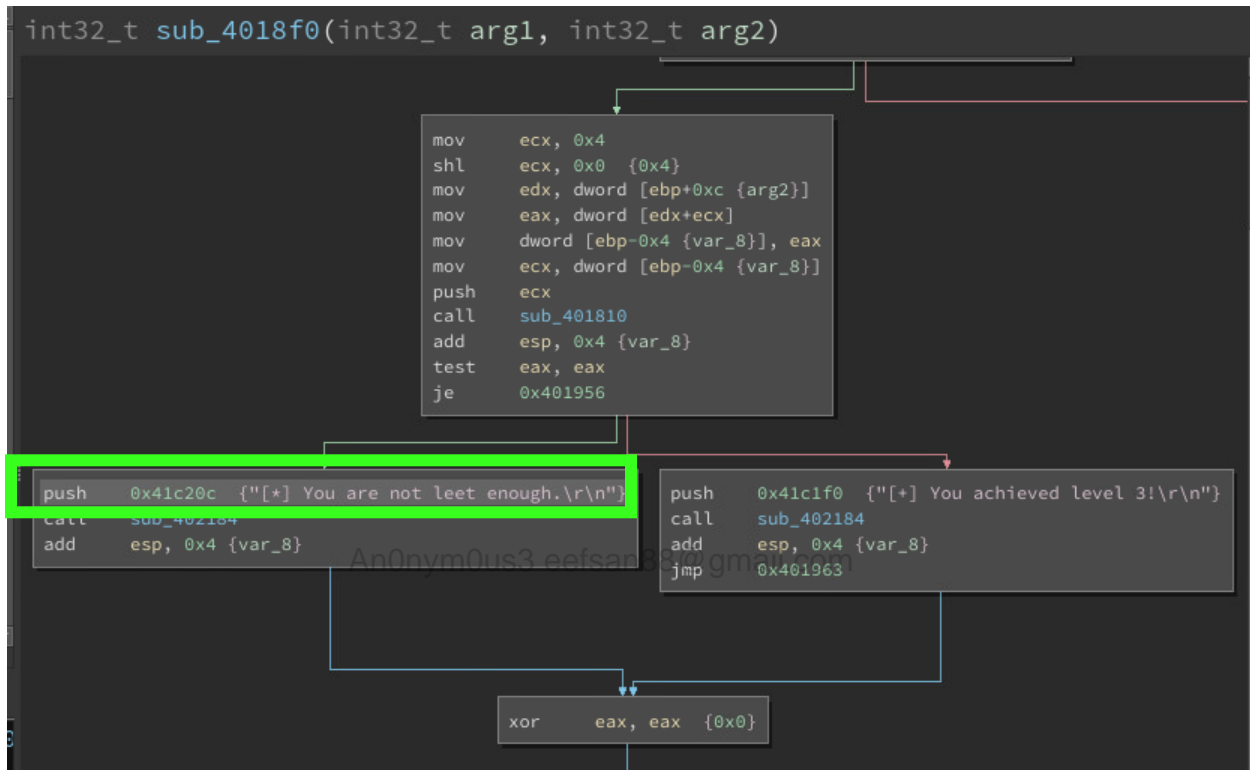 int32_t sub_4018f0(int32_t arg1, int32_t arg2)
mov ecx, 0x4
shl ecx, 0x0 {0x4}
mov edx, dword [ebp+0xc {arg2}]
mov eax, dword [edx+ecx]
mov dword [ebp-0x4 {var_8}], eax
mov ecx, dword [ebp-0x4 {var_8}]
push ecx
call sub_401810
add esp, 0x4 {var_8}
test eax, eax
je 0x401956
push 0x41c20c {"[*] You are not leet enough.\r\n"}
call sub_402184
add esp, 0x4 {var_8}
push 0x41c1f0 {"[+] You achieved level 3!\r\n"}
call sub_402184
add esp, 0x4 {var_8}
jmp 0x401963
An0nym0us3 eefsan88@gmail.com
xor eax, eax {0x0}